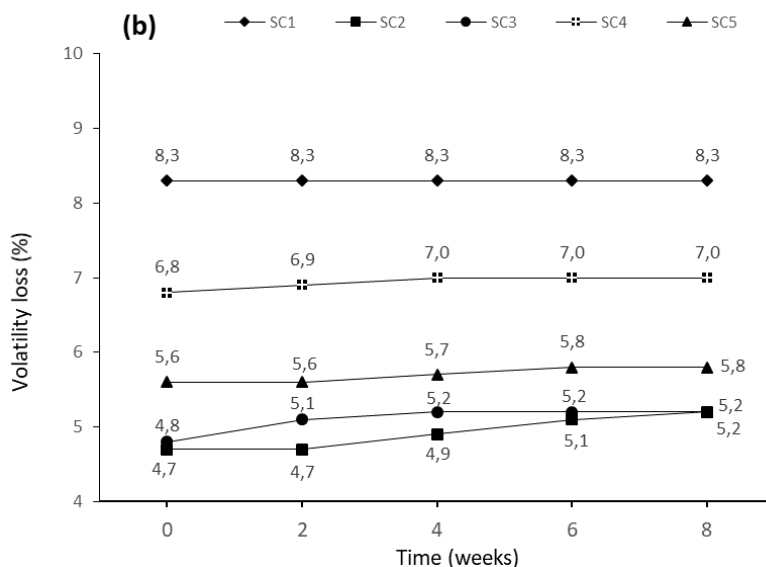 (b) SC1 SC2 SC3 SC4 SC5
10
9
8,3 8,3 8,3 8,3 8,3
8
6,8 6,9 7,0 7,0 7,0
7
6
5,6 5,6 5,7 5,8 5,8
4,8 5,1 5,2 5,2 5,2
5
4,7 4,7 4,9 5,1 5,2
4
0 2 4 6 8
Volatility loss (%)
Time (weeks)